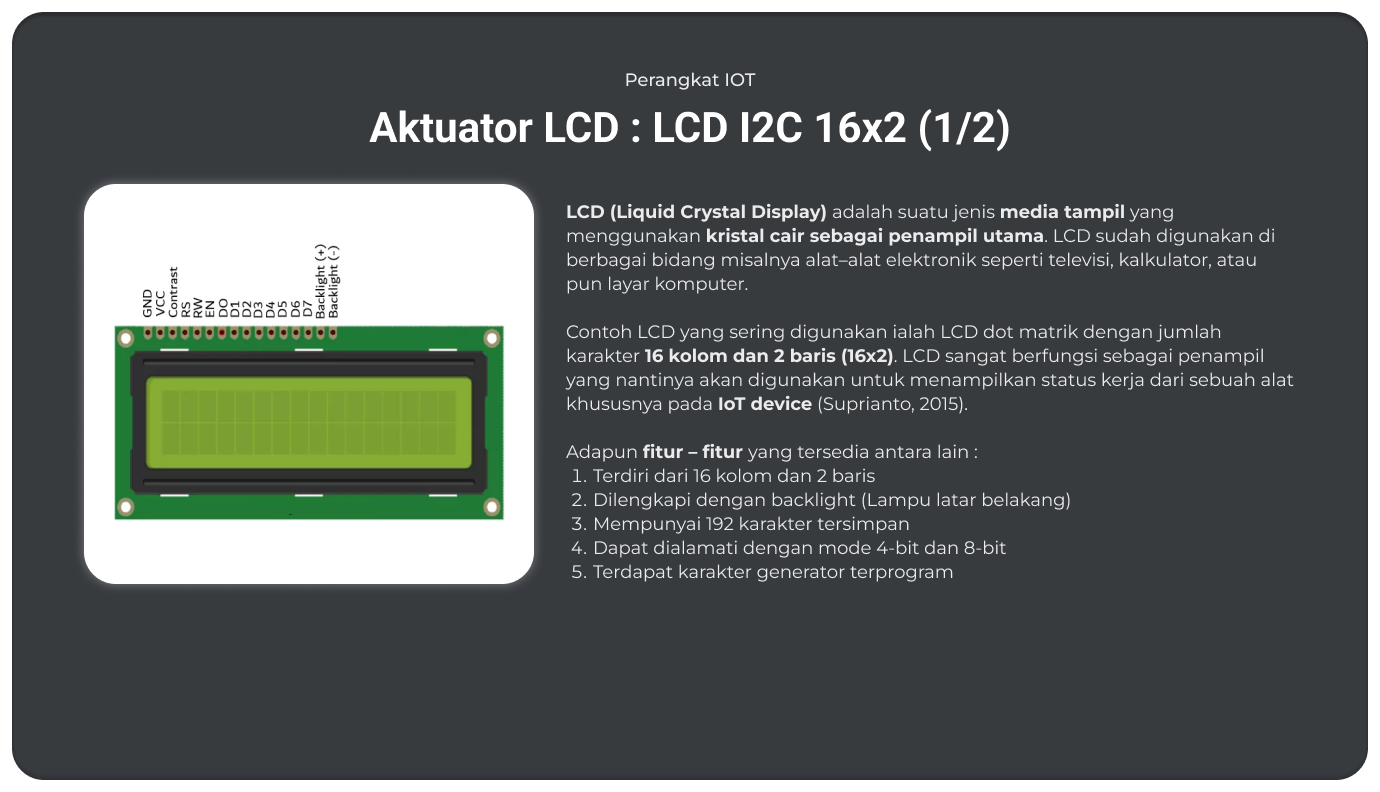 Perangkat IOT
Aktuator LCD : LCD I2C 16x2 (1/2)
GND
VCC
Contrast
RS
RW
EN
DO
D1
D2
D3
D4
D5
D6
D7
Backlight (+)
Backlight (-)
LCD (Liquid Crystal Display) adalah suatu jenis media tampil yang
menggunakan kristal cair sebagai penampil utama. LCD sudah digunakan di
berbagai bidang misalnya alat–alat elektronik seperti televisi, kalkulator, atau
pun layar komputer.
Contoh LCD yang sering digunakan ialah LCD dot matrik dengan jumlah
karakter 16 kolom dan 2 baris (16x2). LCD sangat berfungsi sebagai penampil
yang nantinya akan digunakan untuk menampilkan status kerja dari sebuah alat
khususnya pada IoT device (Suprianto, 2015).
Adapun fitur – fitur yang tersedia antara lain :
1. Terdiri dari 16 kolom dan 2 baris
2. Dilengkapi dengan backlight (Lampu latar belakang)
3. Mempunyai 192 karakter tersimpan
4. Dapat dialamati dengan mode 4-bit dan 8-bit
5. Terdapat karakter generator terprogram